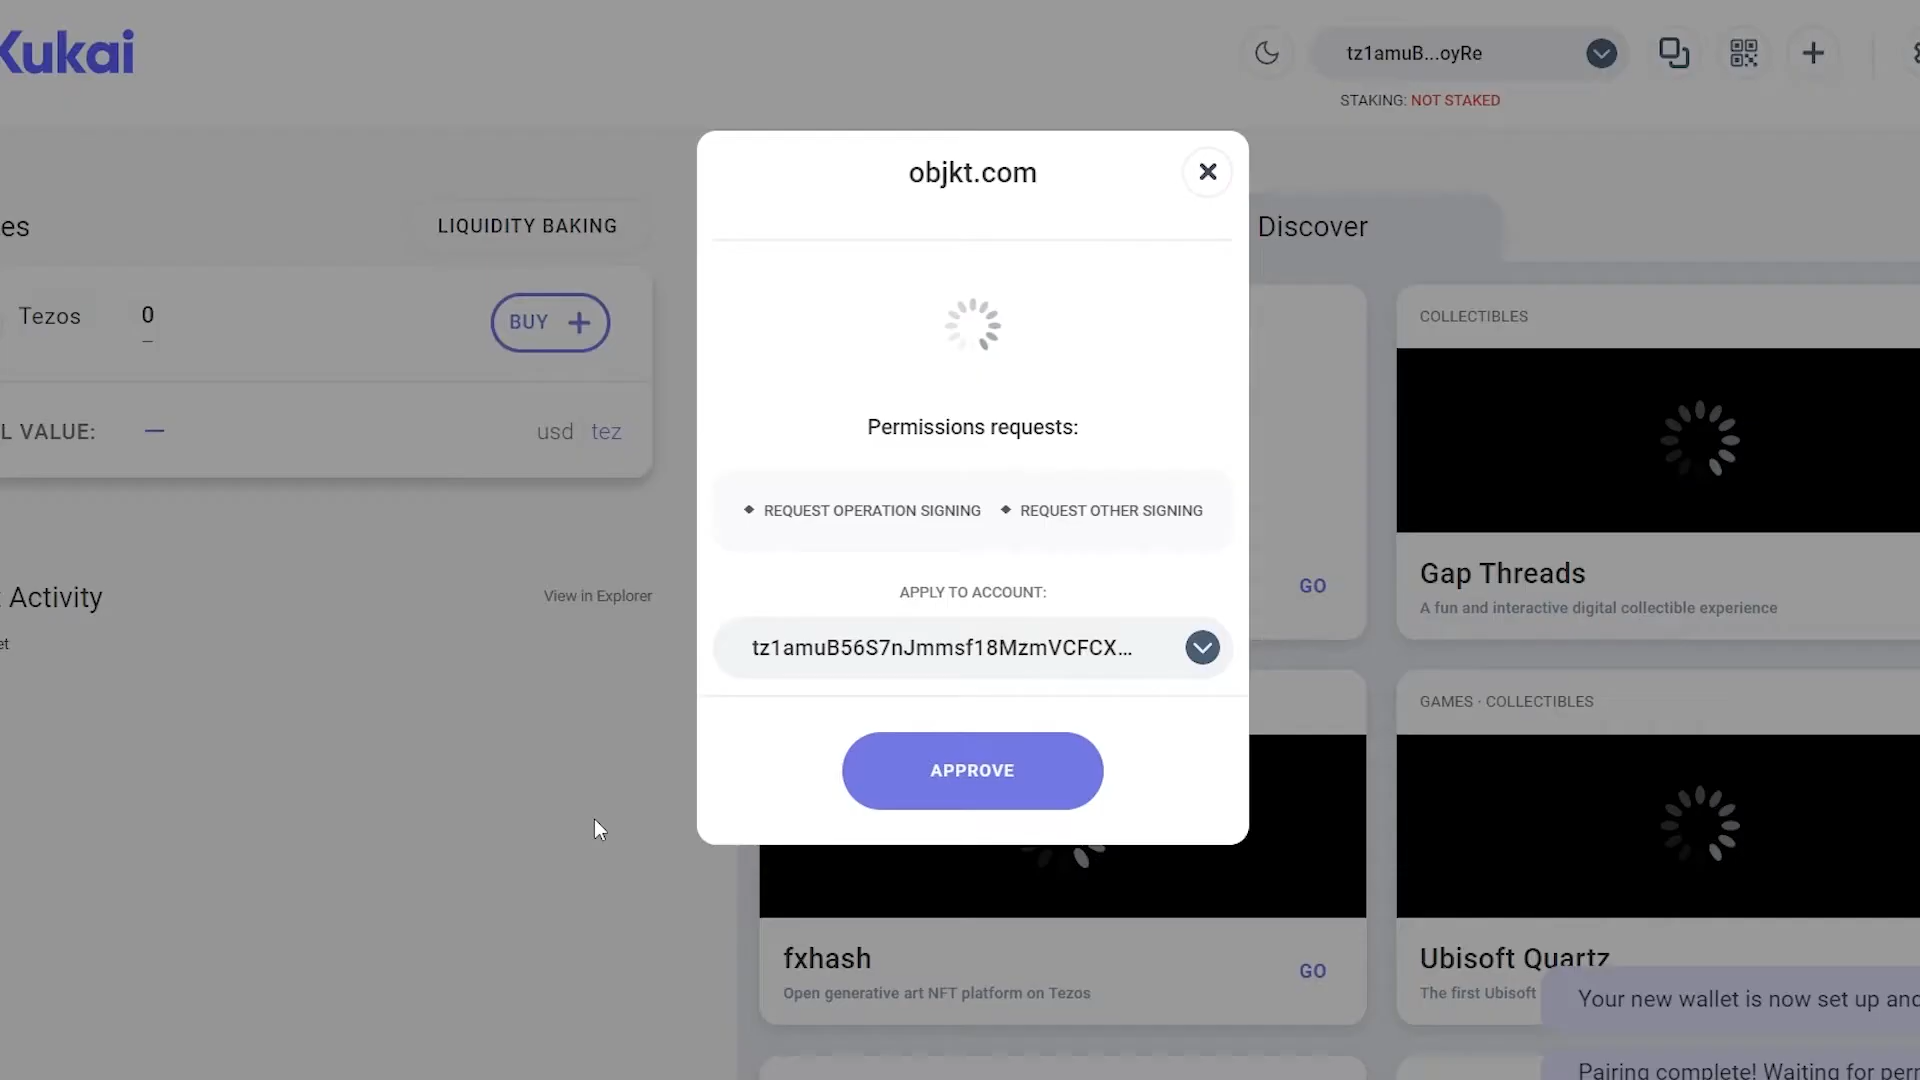 Kukai
tz1amuB...oyRe
STAKING: NOT STAKED
objkt.com
es
LIQUIDITY BAKING
Discover
Tezos
0
–
BUY +
COLLECTIBLES
L VALUE:
—
usd tez
Permissions requests:
REQUEST OPERATION SIGNING
REQUEST OTHER SIGNING
APPLY TO ACCOUNT:
tz1amuB56S7nJmmsf18MzmVCFCX...
Activity
View in Explorer
et
GO
Gap Threads
A fun and interactive digital collectible experience
GAMES · COLLECTIBLES
APPROVE
fxhash
Open generative art NFT platform on Tezos
GO
Ubisoft Quartz
The first Ubisoft
Your new wallet is now set up and
Pairing complete! Waiting for perm